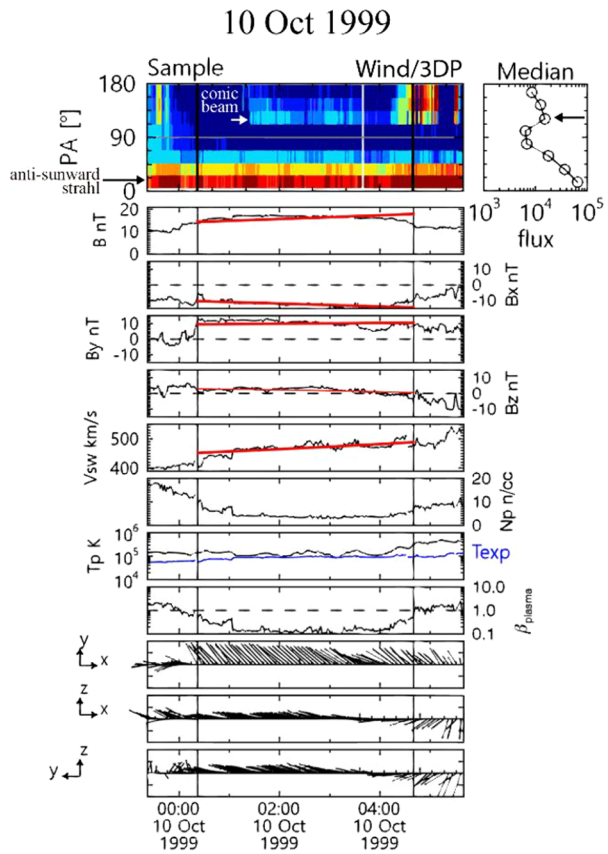 10 Oct 1999
Sample
Wind/3DP
Median
180
90
0
PA [°]
conic
beam
anti-sunward
strahl
10³ 10⁴ 10⁵
flux
20
10
0
B nT
10
0
-10
Bx nT
10
0
-10
By nT
10
0
-10
Bz nT
500
400
Vsw km/s
20
10
0
Np n/cc
10⁶
10⁵
10⁴
Tp K
Texp
10.0
1.0
0.1
βplasma
y
x
z
x
z
y
00:00 02:00 04:00
10 Oct 10 Oct 10 Oct
1999 1999 1999